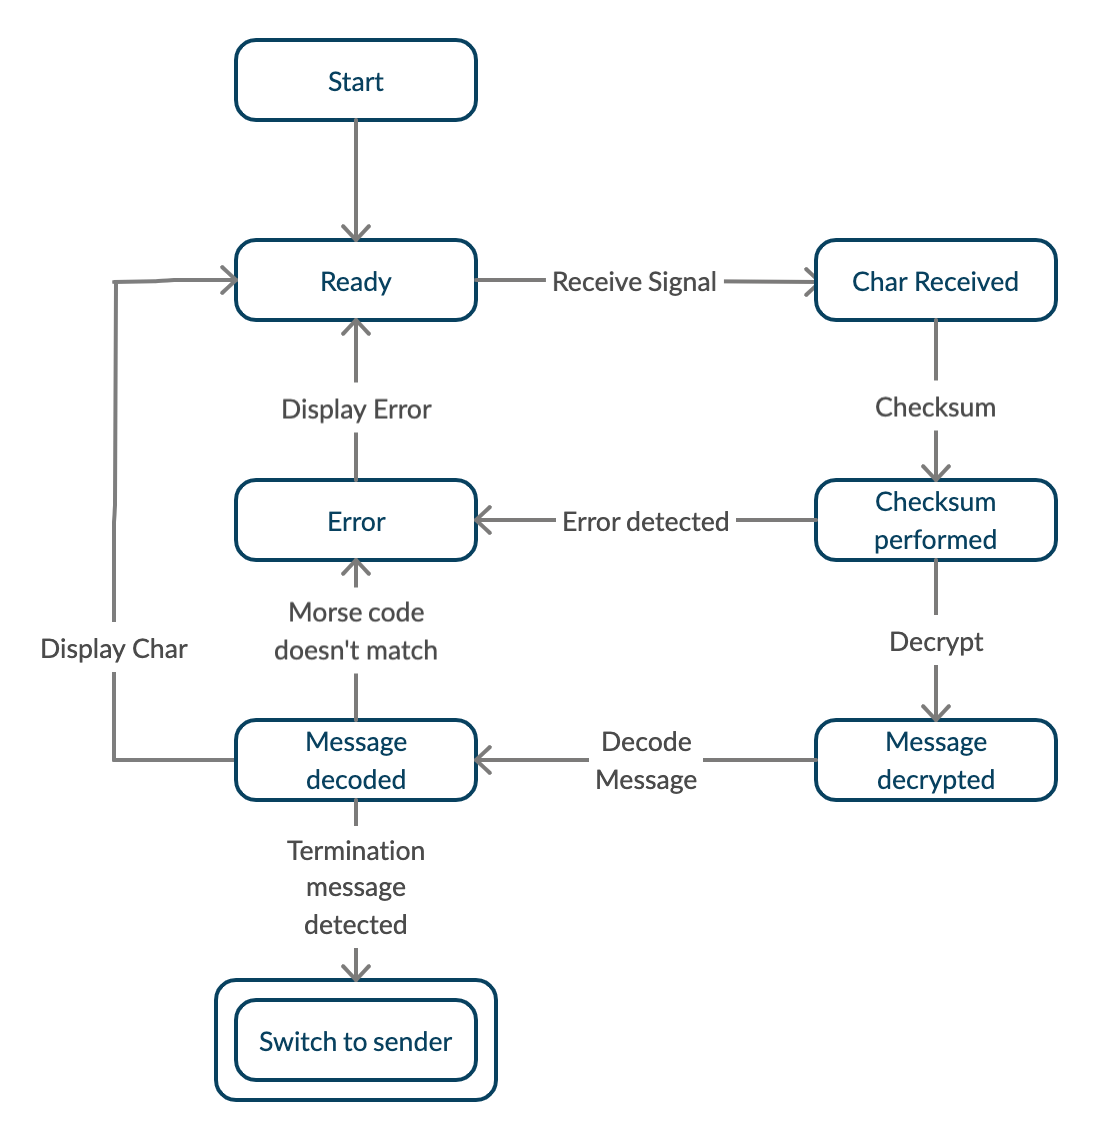 Start
Ready
Receive Signal
Char Received
Display Error
Checksum
Error
Error detected
Checksum
performed
Morse code
doesn't match
Display Char
Decrypt
Message
decoded
Decode
Message
Message
decrypted
Termination
message
detected
Switch to sender